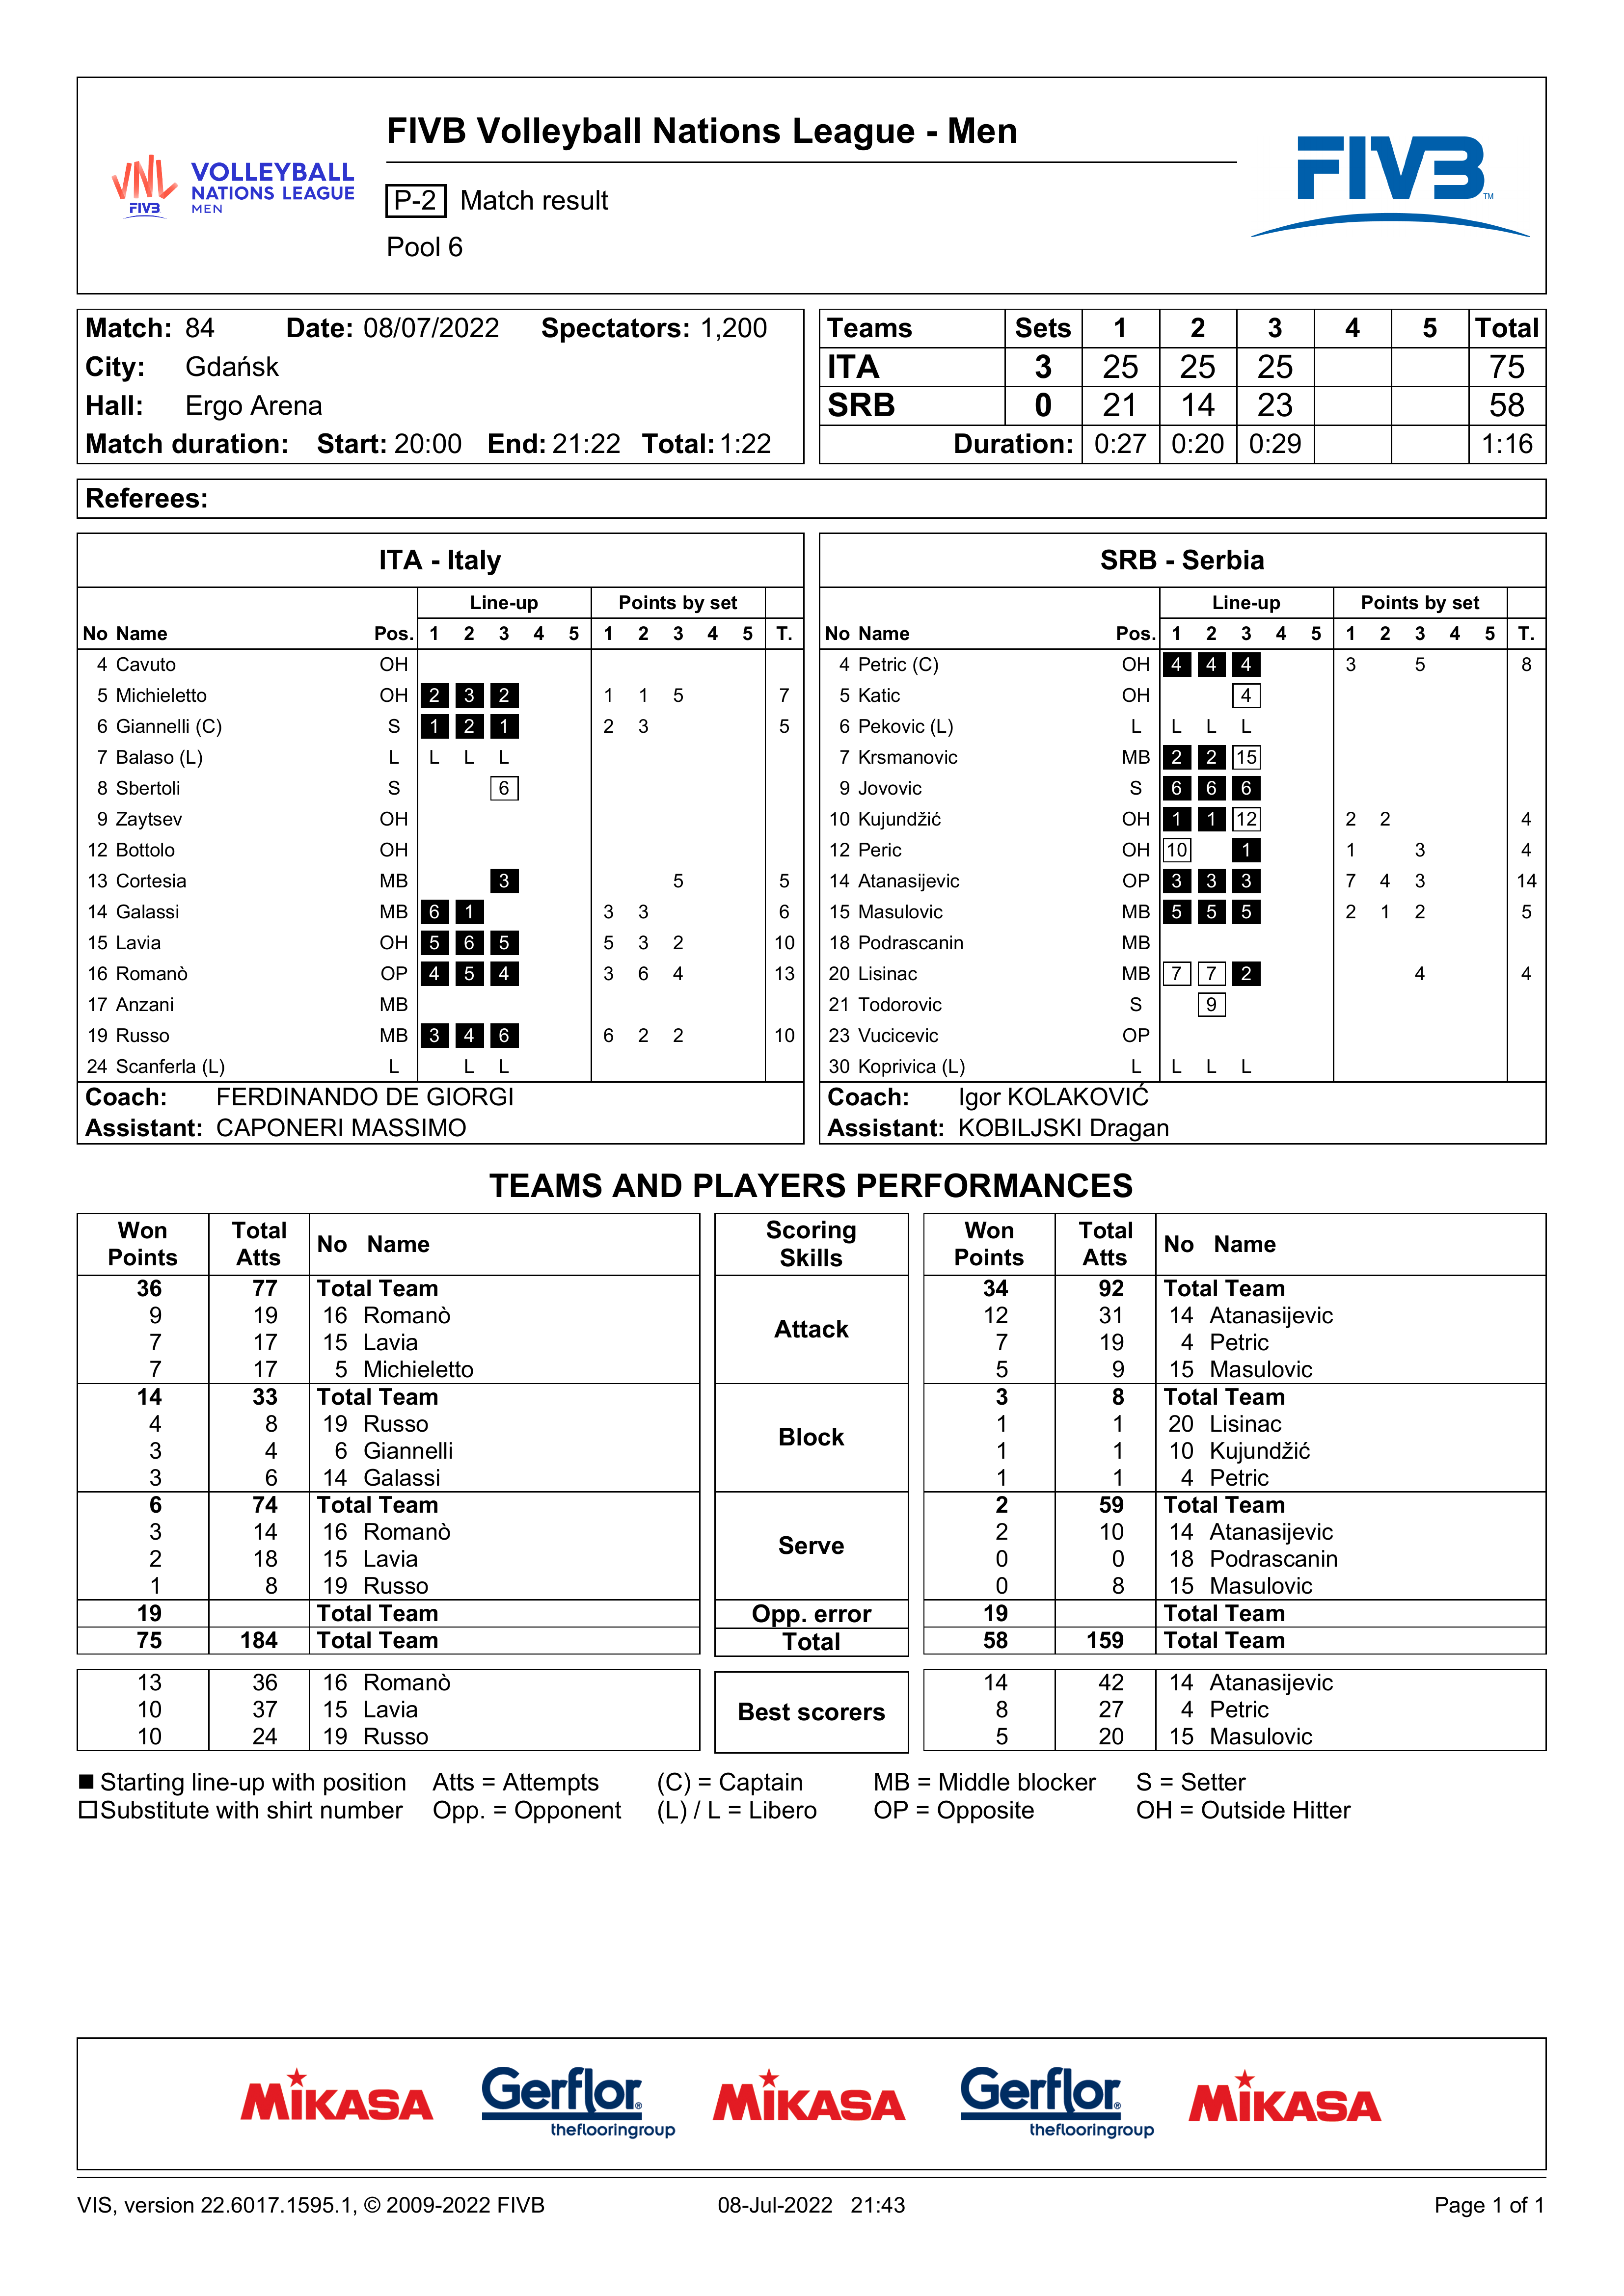 FIVB Volleyball Nations League - Men
VNL FIVB VOLLEYBALL NATIONS LEAGUE MEN
P-2 Match result
Pool 6
FIVB TM
Match: 84 Date: 08/07/2022 Spectators: 1,200
City: Gdańsk
Hall: Ergo Arena
Match duration: Start: 20:00 End: 21:22 Total: 1:22
Teams Sets 1 2 3 4 5 Total
ITA 3 25 25 25 75
SRB 0 21 14 23 58
Duration: 0:27 0:20 0:29 1:16
Referees:
ITA - Italy
Line-up Points by set
No Name Pos. 1 2 3 4 5 1 2 3 4 5 T.
4 Cavuto OH
5 Michieletto OH 2 3 2 1 1 5 7
6 Giannelli (C) S 1 2 1 2 3 5
7 Balaso (L) L L L L
8 Sbertoli S 6
9 Zaytsev OH
12 Bottolo OH
13 Cortesia MB 3 5 5
14 Galassi MB 6 1 3 3 6
15 Lavia OH 5 6 5 5 3 2 10
16 Romanò OP 4 5 4 3 6 4 13
17 Anzani MB
19 Russo MB 3 4 6 6 2 2 10
24 Scanferla (L) L L L
Coach: FERDINANDO DE GIORGI
Assistant: CAPONERI MASSIMO
SRB - Serbia
Line-up Points by set
No Name Pos. 1 2 3 4 5 1 2 3 4 5 T.
4 Petric (C) OH 4 4 4 3 5 8
5 Katic OH 4
6 Pekovic (L) L L L L
7 Krsmanovic MB 2 2 15
9 Jovovic S 6 6 6
10 Kujundžić OH 1 1 12 2 2 4
12 Peric OH 10 1 1 3 4
14 Atanasijevic OP 3 3 3 7 4 3 14
15 Masulovic MB 5 5 5 2 1 2 5
18 Podrascanin MB
20 Lisinac MB 7 7 2 4 4
21 Todorovic S 9
23 Vucicevic OP
30 Koprivica (L) L L L L
Coach: Igor KOLAKOVIĆ
Assistant: KOBILJSKI Dragan
TEAMS AND PLAYERS PERFORMANCES
Won Points Total Atts No Name Scoring Skills Won Points Total Atts No Name
36 77 Total Team Attack 34 92 Total Team
9 19 16 Romanò 12 31 14 Atanasijevic
7 17 15 Lavia 7 19 4 Petric
7 17 5 Michieletto 5 9 15 Masulovic
14 33 Total Team Block 3 8 Total Team
4 8 19 Russo 1 1 20 Lisinac
3 4 6 Giannelli 1 1 10 Kujundžić
3 6 14 Galassi 1 1 4 Petric
6 74 Total Team Serve 2 59 Total Team
3 14 16 Romanò 2 10 14 Atanasijevic
2 18 15 Lavia 0 0 18 Podrascanin
1 8 19 Russo 0 8 15 Masulovic
19 Total Team Opp. error 19 Total Team
75 184 Total Team Total 58 159 Total Team
13 36 16 Romanò Best scorers 14 42 14 Atanasijevic
10 37 15 Lavia 8 27 4 Petric
10 24 19 Russo 5 20 15 Masulovic
Starting line-up with position Atts = Attempts (C) = Captain MB = Middle blocker S = Setter
Substitute with shirt number Opp. = Opponent (L) / L = Libero OP = Opposite OH = Outside Hitter
MIKASA Gerflor® theflooringgroup MIKASA Gerflor® theflooringgroup MIKASA
VIS, version 22.6017.1595.1, © 2009-2022 FIVB 08-Jul-2022 21:43 Page 1 of 1